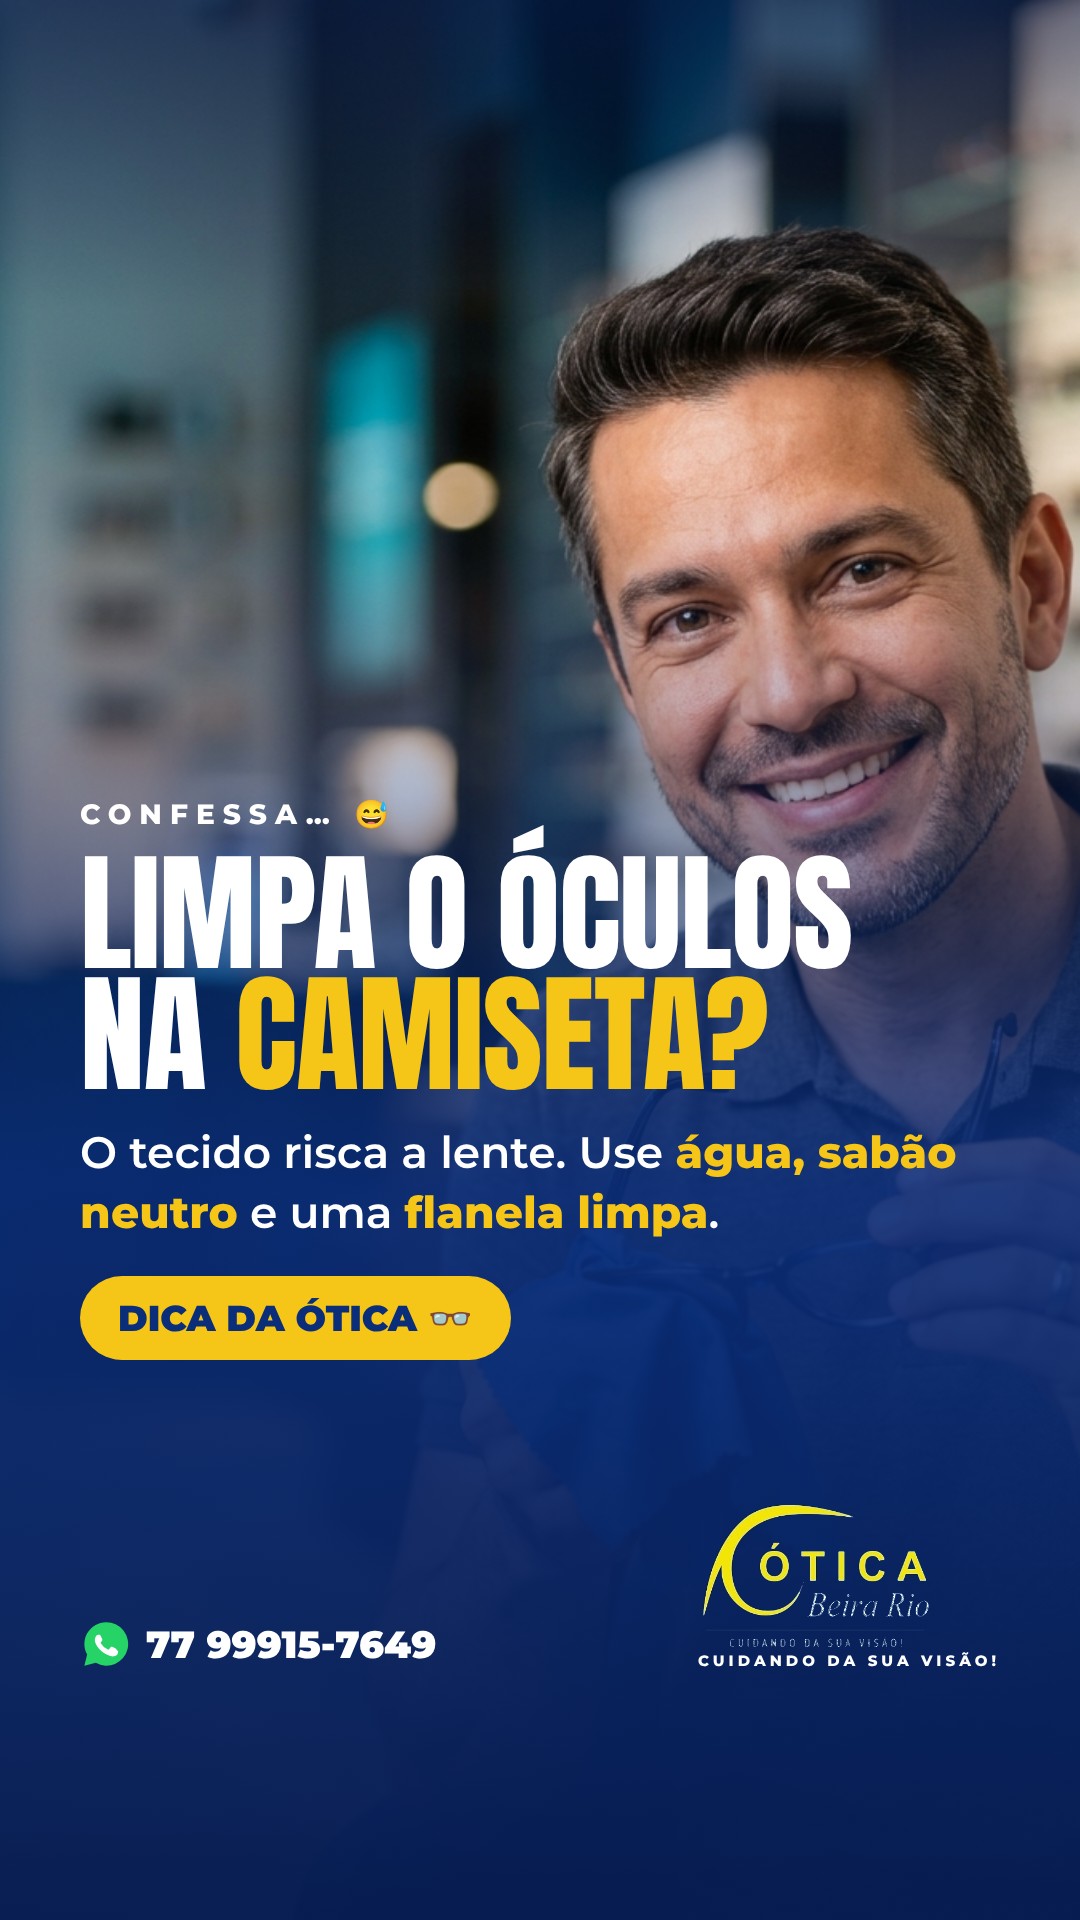 CONFESSA... 😅
LIMPA O ÓCULOS
NA CAMISETA?
O tecido risca a lente. Use água, sabão
neutro e uma flanela limpa.
DICA DA ÓTICA 👓
77 99915-7649
ÓTICA
Beira Rio
CUIDANDO DA SUA VISÃO!
CUIDANDO DA SUA VISÃO!